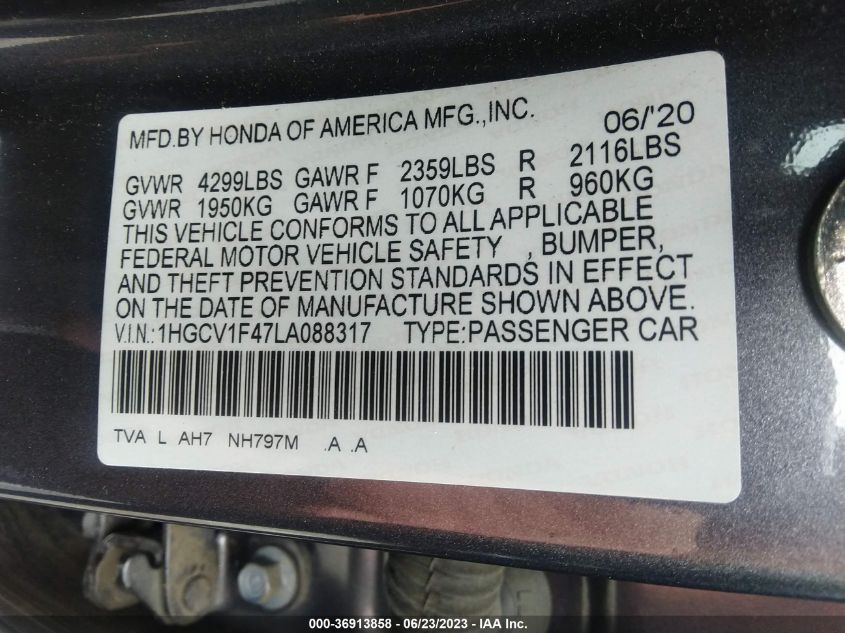 MFD.BY HONDA OF AMERICA MFG.,INC. 06/'20
GVWR 4299LBS GAWR F 2359LBS R 2116LBS
GVWR 1950KG GAWR F 1070KG R 960KG
THIS VEHICLE CONFORMS TO ALL APPLICABLE
FEDERAL MOTOR VEHICLE SAFETY , BUMPER,
AND THEFT PREVENTION STANDARDS IN EFFECT
ON THE DATE OF MANUFACTURE SHOWN ABOVE.
V.I.N.:1HGCV1F47LA088317 TYPE:PASSENGER CAR
TVA L AH7 NH797M .A .A
000-36913858 - 06/23/2023 - IAA Inc.